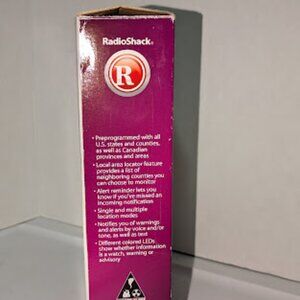 RadioShack®
R
• Preprogrammed with all
U.S. states and counties,
as well as Canadian
provinces and areas
• Local area locator feature
provides a list of
neighboring counties you
can choose to monitor
• Alert reminder lets you
know if you've missed an
incoming notification
• Single and multiple
location modes
• Notifies you of warnings
and alerts by voice and/or
tone, as well as text
• Different colored LEDs
show whether information
is a watch, warning or
advisory